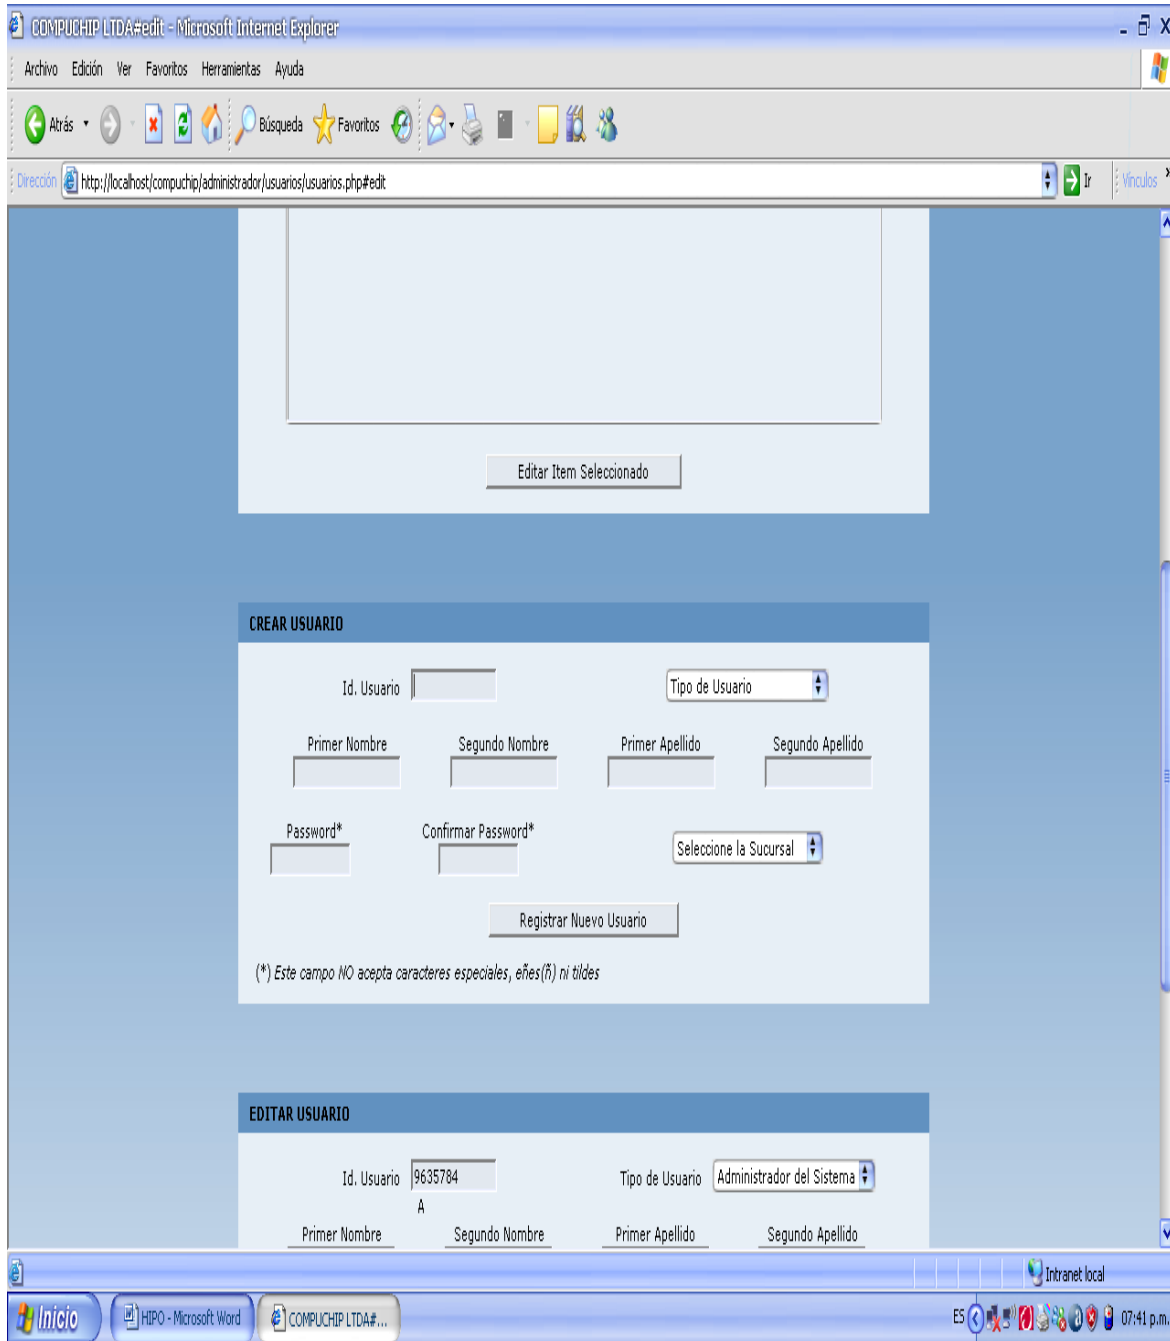 COMPUCHIP LTDA#edit - Microsoft Internet Explorer
Archivo Edición Ver Favoritos Herramientas Ayuda
Atrás Búsqueda Favoritos
Dirección http://localhost/compuchip/administrador/usuarios/usuarios.php#edit Ir Vínculos »
Editar Item Seleccionado
CREAR USUARIO
Id. Usuario Tipo de Usuario
Primer Nombre Segundo Nombre Primer Apellido Segundo Apellido
Password* Confirmar Password* Seleccione la Sucursal
Registrar Nuevo Usuario
(*) Este campo NO acepta caracteres especiales, eñes(ñ) ni tildes
EDITAR USUARIO
Id. Usuario 9635784 Tipo de Usuario Administrador del Sistema
A
Primer Nombre Segundo Nombre Primer Apellido Segundo Apellido
Intranet local
Inicio HIPO - Microsoft Word COMPUCHIP LTDA#... ES 07:41 p.m.